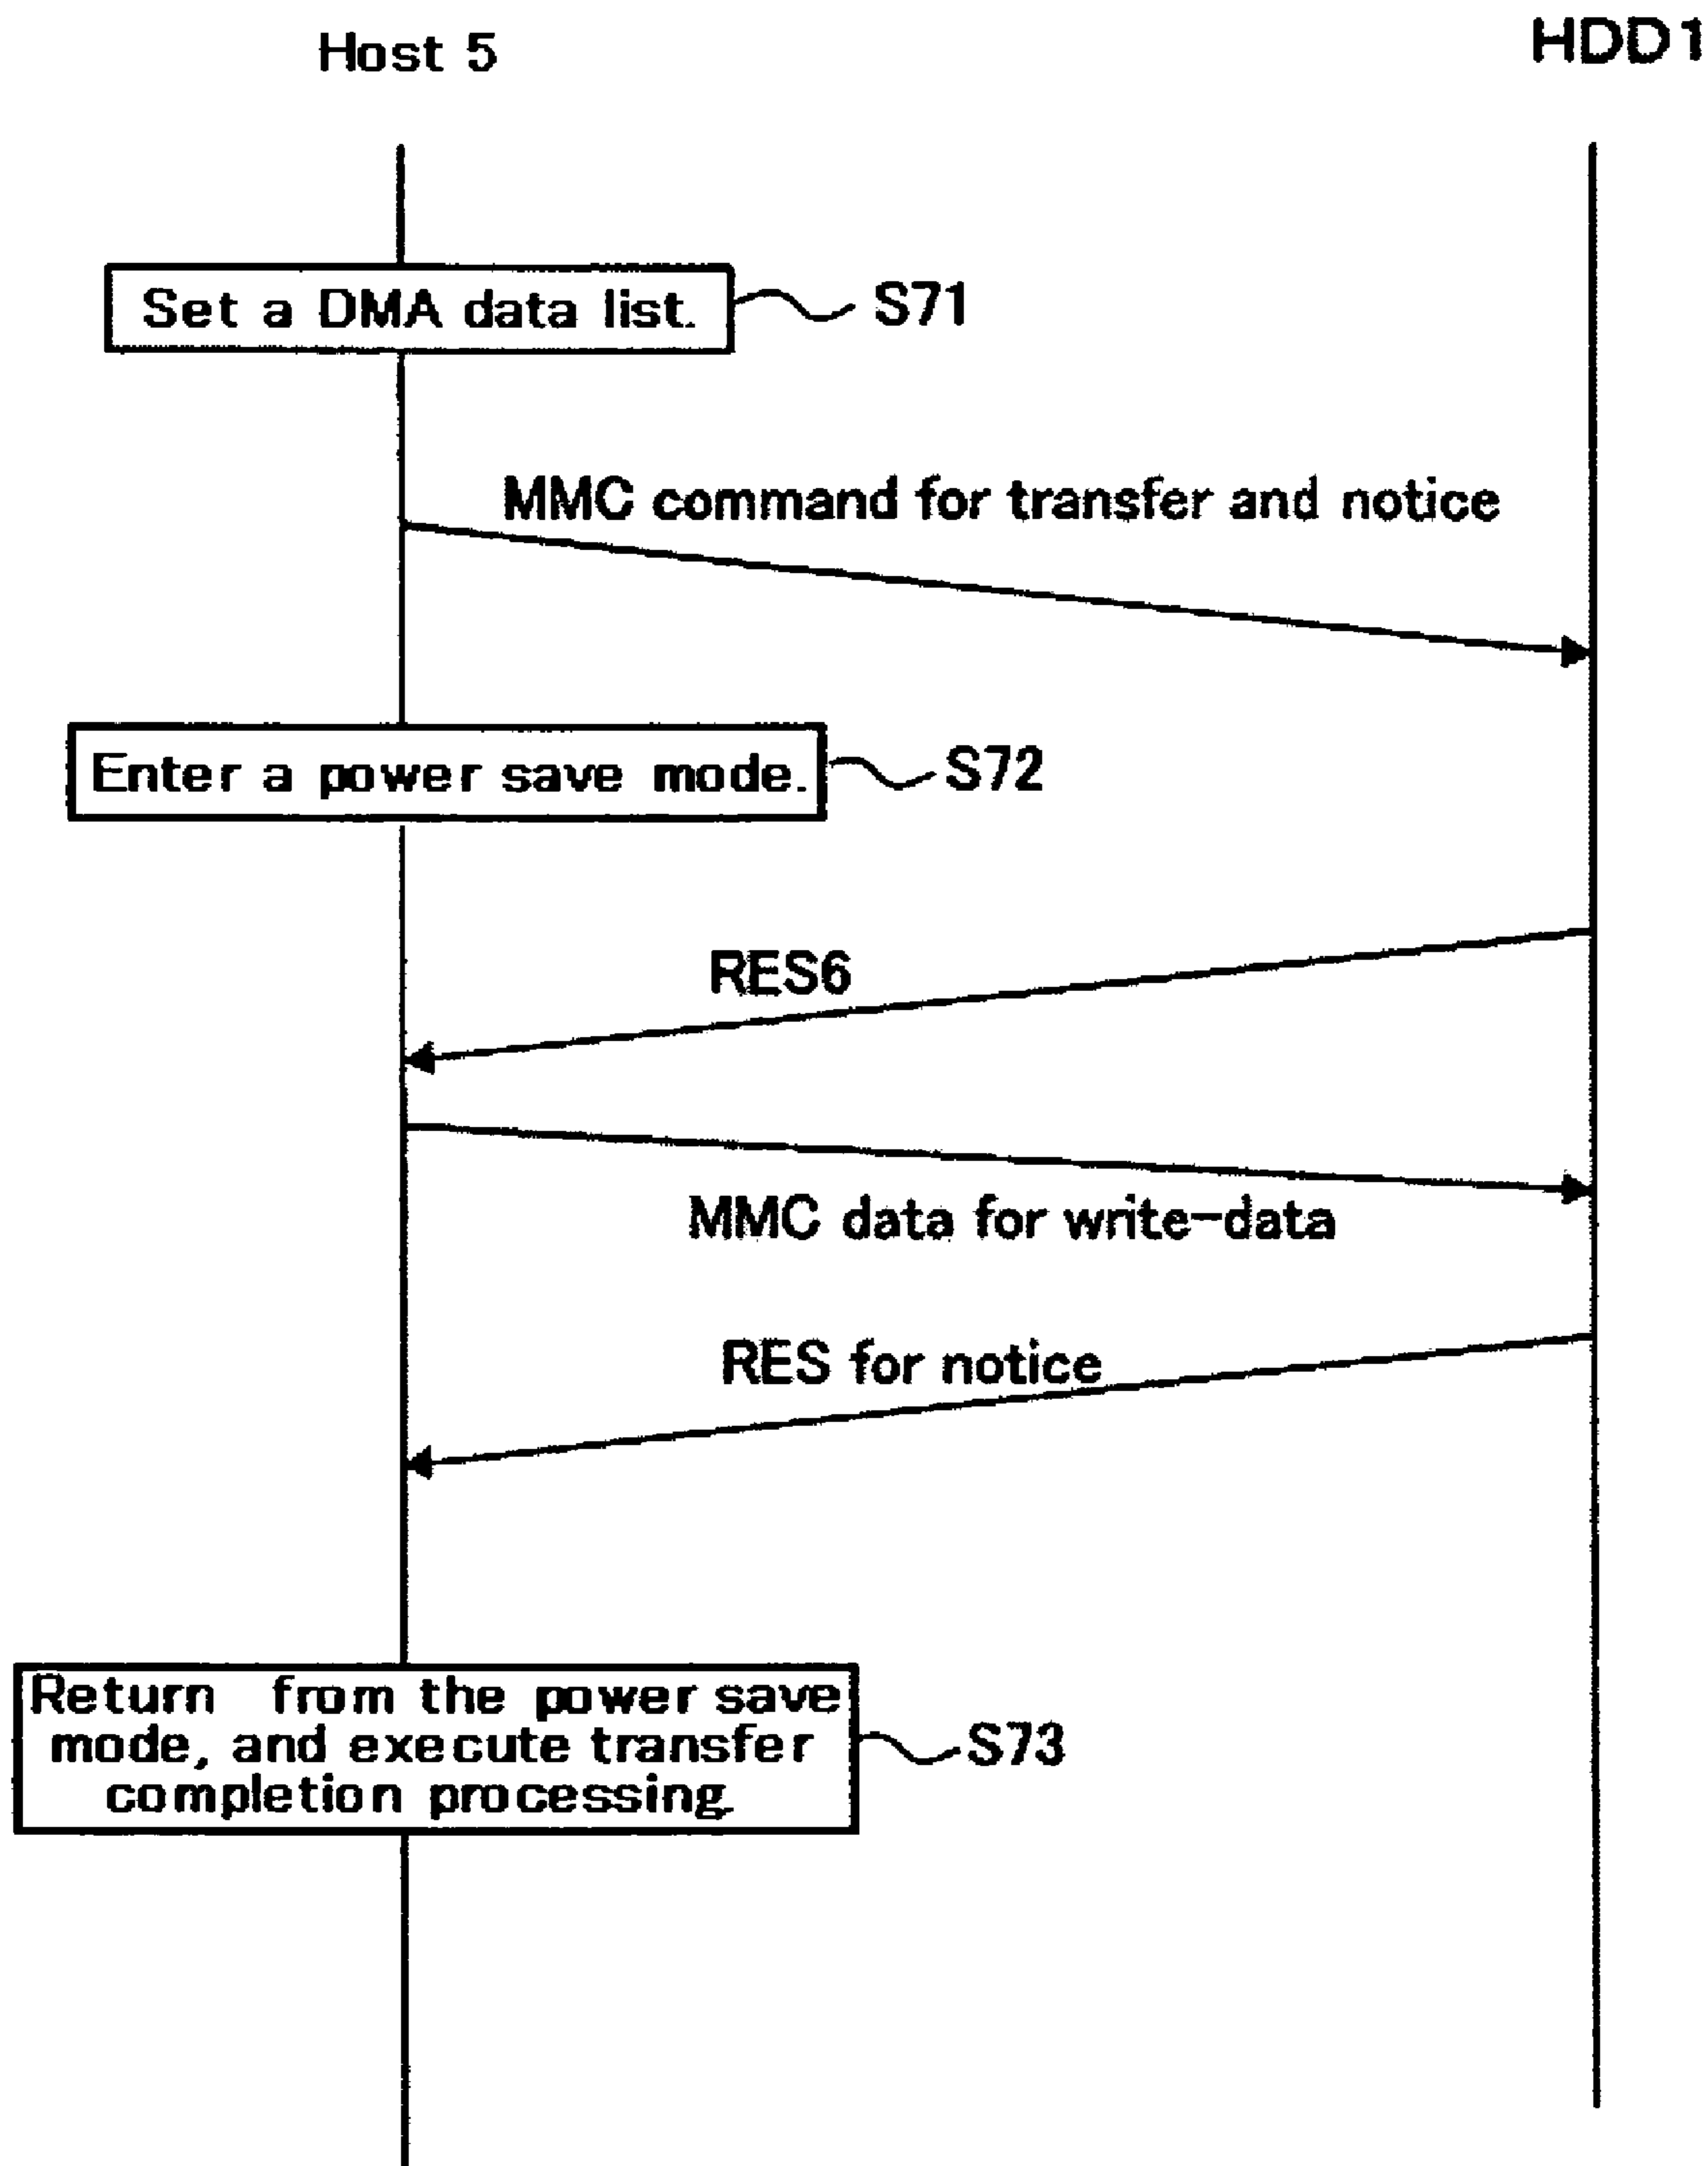 Host 5
HDD1
Set a DMA data list.
S71
MMC command for transfer and notice
Enter a power save mode.
S72
RES6
MMC data for write-data
RES for notice
Return from the power save
mode, and execute transfer
completion processing.
S73